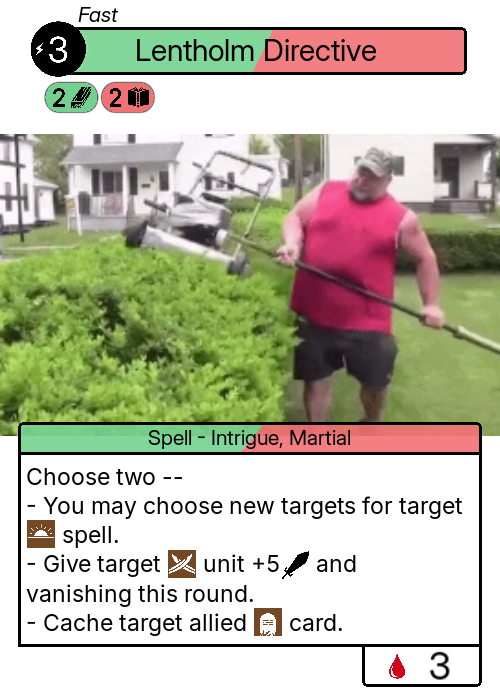 Fast
3
Lentholm Directive
2 2
Spell - Intrigue, Martial
Choose two --
- You may choose new targets for target
spell.
- Give target unit +5 and
vanishing this round.
- Cache target allied card.
3